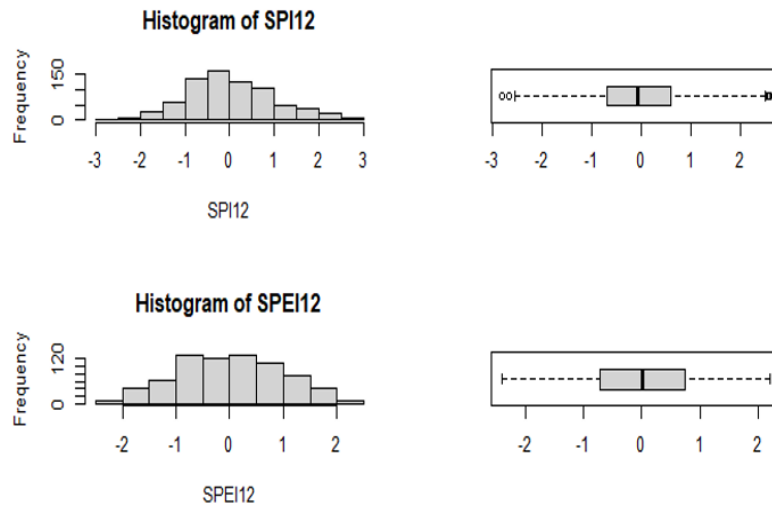 Histogram of SPI12
Frequency
150
0
-3 -2 -1 0 1 2 3
SPI12
-3 -2 -1 0 1 2
Histogram of SPEI12
Frequency
120
0
-2 -1 0 1 2
SPEI12
-2 -1 0 1 2